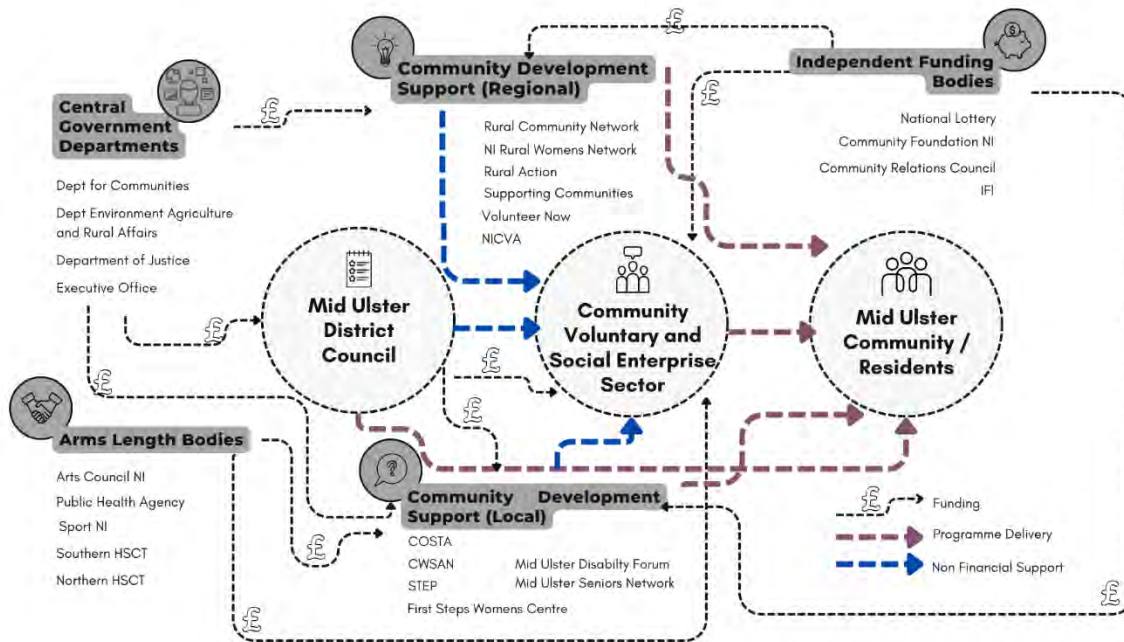 £
Community Development
Support (Regional)
Rural Community Network
NI Rural Womens Network
Rural Action
Supporting Communities
Volunteer Now
NICVA
$
Independent Funding
Bodies
National Lottery
Community Foundation NI
Community Relations Council
IFI
£
Central
Government
Departments
£
Dept for Communities
Dept Environment Agriculture
and Rural Affairs
Department of Justice
Executive Office
£
£
Mid Ulster
District
Council
£
£
Community
Voluntary and
Social Enterprise
Sector
Mid Ulster
Community /
Residents
Arms Length Bodies
Arts Council NI
Public Health Agency
Sport NI
Southern HSCT
Northern HSCT
£
£
?
Community Development
Support (Local)
COSTA
CWSAN
STEP
First Steps Womens Centre
Mid Ulster Disabilty Forum
Mid Ulster Seniors Network
£ Funding
Programme Delivery
Non Financial Support
£